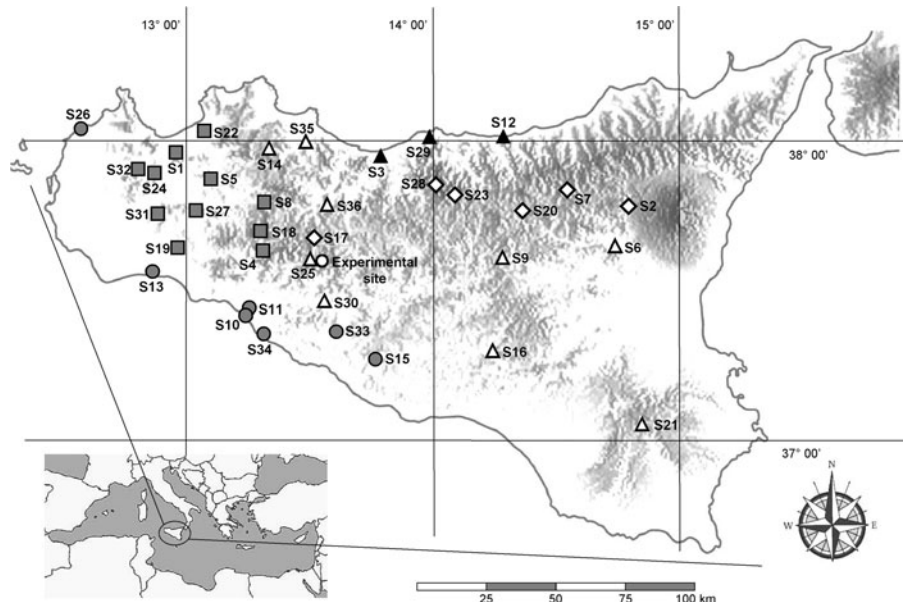 13° 00'
14° 00'
15° 00'
S26
S22
S35
S12
S1
S14
S29
S3
38° 00'
S32
S24
S5
S28
S23
S7
S31
S27
S8
S36
S20
S2
S18
S17
S19
S4
S25
Experimental
site
S9
S6
S13
S11
S10
S30
S34
S33
S15
S16
S21
37° 00'
N
W
E
S
25
50
75
100 km